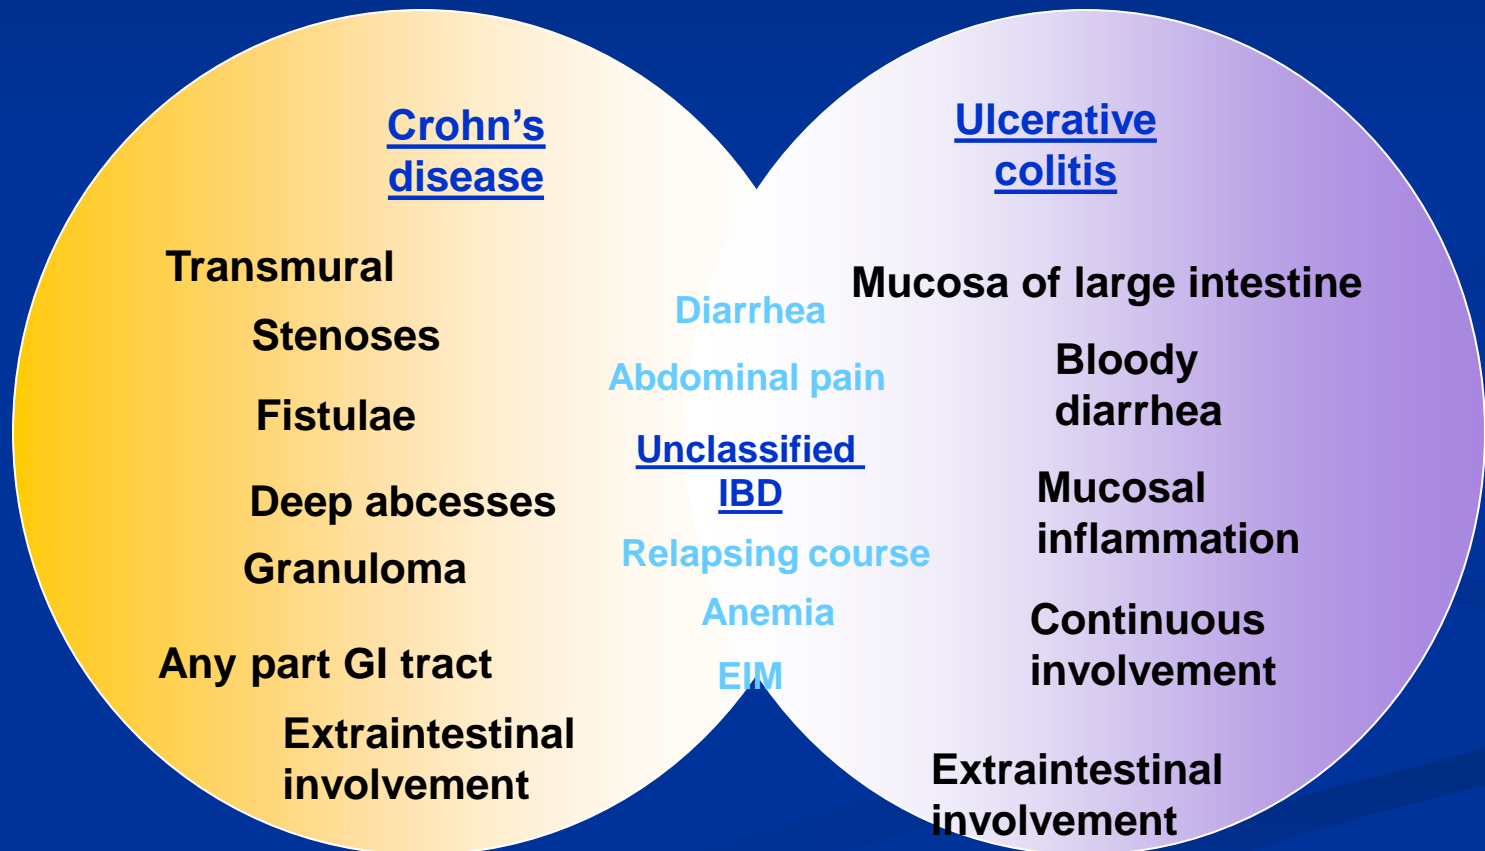 Crohn's
disease
Transmural
Stenoses
Fistulae
Deep abcesses
Granuloma
Any part GI tract
Extraintestinal
involvement
Diarrhea
Abdominal pain
Unclassified
IBD
Relapsing course
Anemia
EIM
Ulcerative
colitis
Mucosa of large intestine
Bloody
diarrhea
Mucosal
inflammation
Continuous
involvement
Extraintestinal
involvement